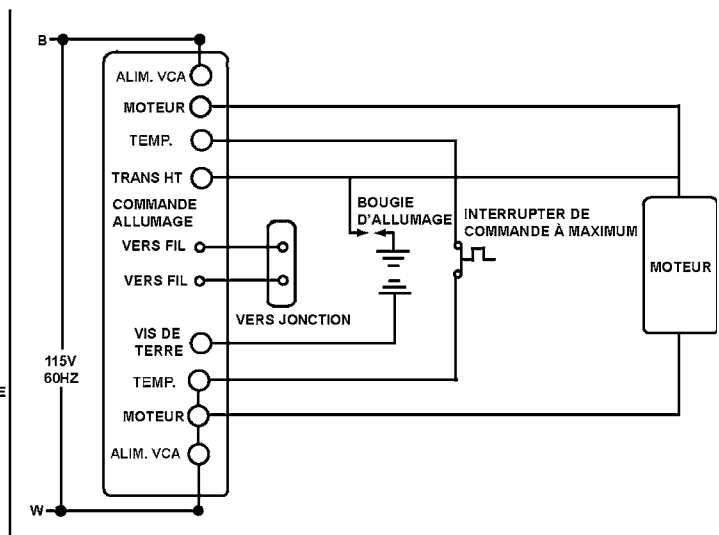 B
ALIM. VCA
MOTEUR
TEMP.
TRANS HT
COMMANDE
ALLUMAGE
VERS FIL
VERS FIL
VERS JONCTION
BOUGIE
D'ALLUMAGE
INTERRUPTER DE
COMMANDE À MAXIMUM
MOTEUR
VIS DE
TERRE
115V
60HZ
TEMP.
E
MOTEUR
ALIM. VCA
W